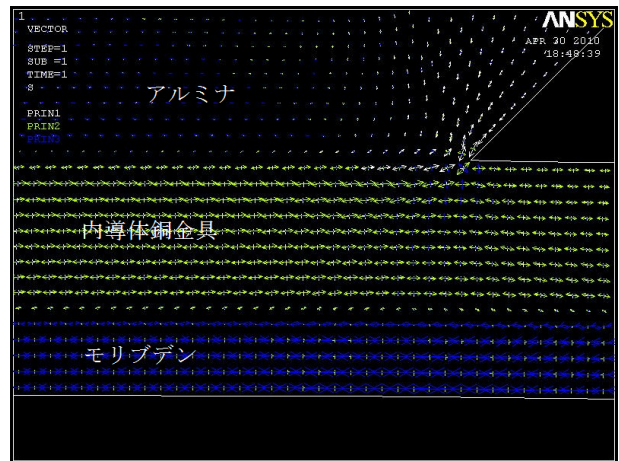 1
ANSYS
VECTOR
APR 30 2010
18:48:39
STEP=1
SUB =1
TIME=1
S
アルミナ
PRIN1
PRIN2
PRIN3
内導体銅金具
モリブデン